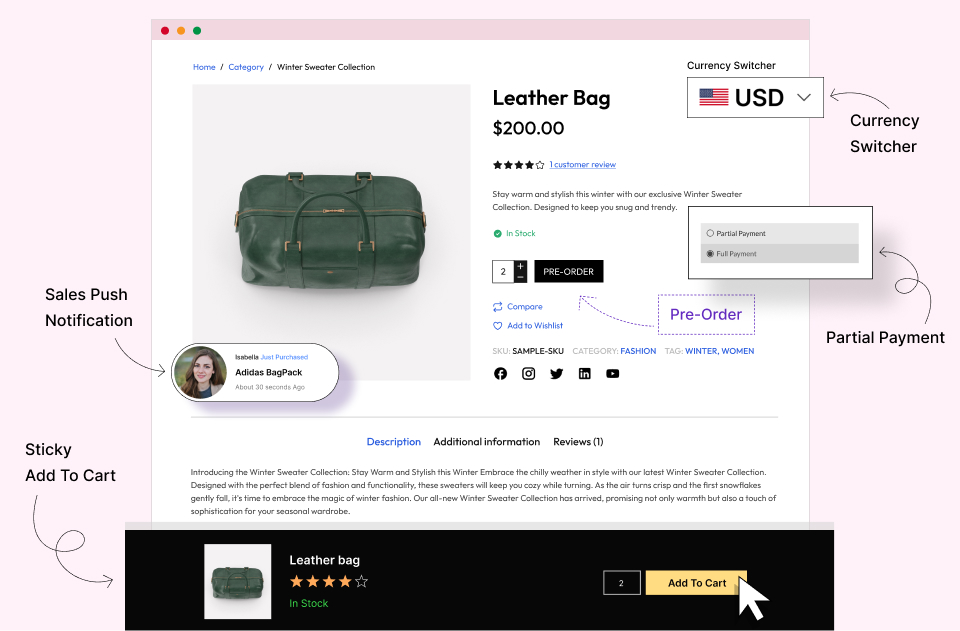 Home / Category / Winter Sweater Collection
Currency Switcher
USD
Currency
Switcher
Leather Bag
$200.00
1 customer review
Stay warm and stylish this winter with our exclusive Winter Sweater
Collection. Designed to keep you snug and trendy.
In Stock
Partial Payment
Full Payment
2 + − PRE-ORDER
Compare
Add to Wishlist
Pre-Order
Partial Payment
SKU: SAMPLE-SKU CATEGORY: FASHION TAG: WINTER, WOMEN
Sales Push
Notification
Isabella Just Purchased
Adidas BagPack
About 30 seconds Ago
Description Additional information Reviews (1)
Introducing the Winter Sweater Collection: Stay Warm and Stylish this Winter Embrace the chilly weather in style with our latest Winter Sweater Collection.
Designed with the perfect blend of fashion and functionality, these sweaters will keep you cozy while turning. As the air turns crisp and the first snowflakes
gently fall, it's time to embrace the magic of winter fashion. Our all-new Winter Sweater Collection has arrived, promising not only warmth but also a touch of
sophistication for your seasonal wardrobe.
Sticky
Add To Cart
Leather bag
In Stock
2 Add To Cart